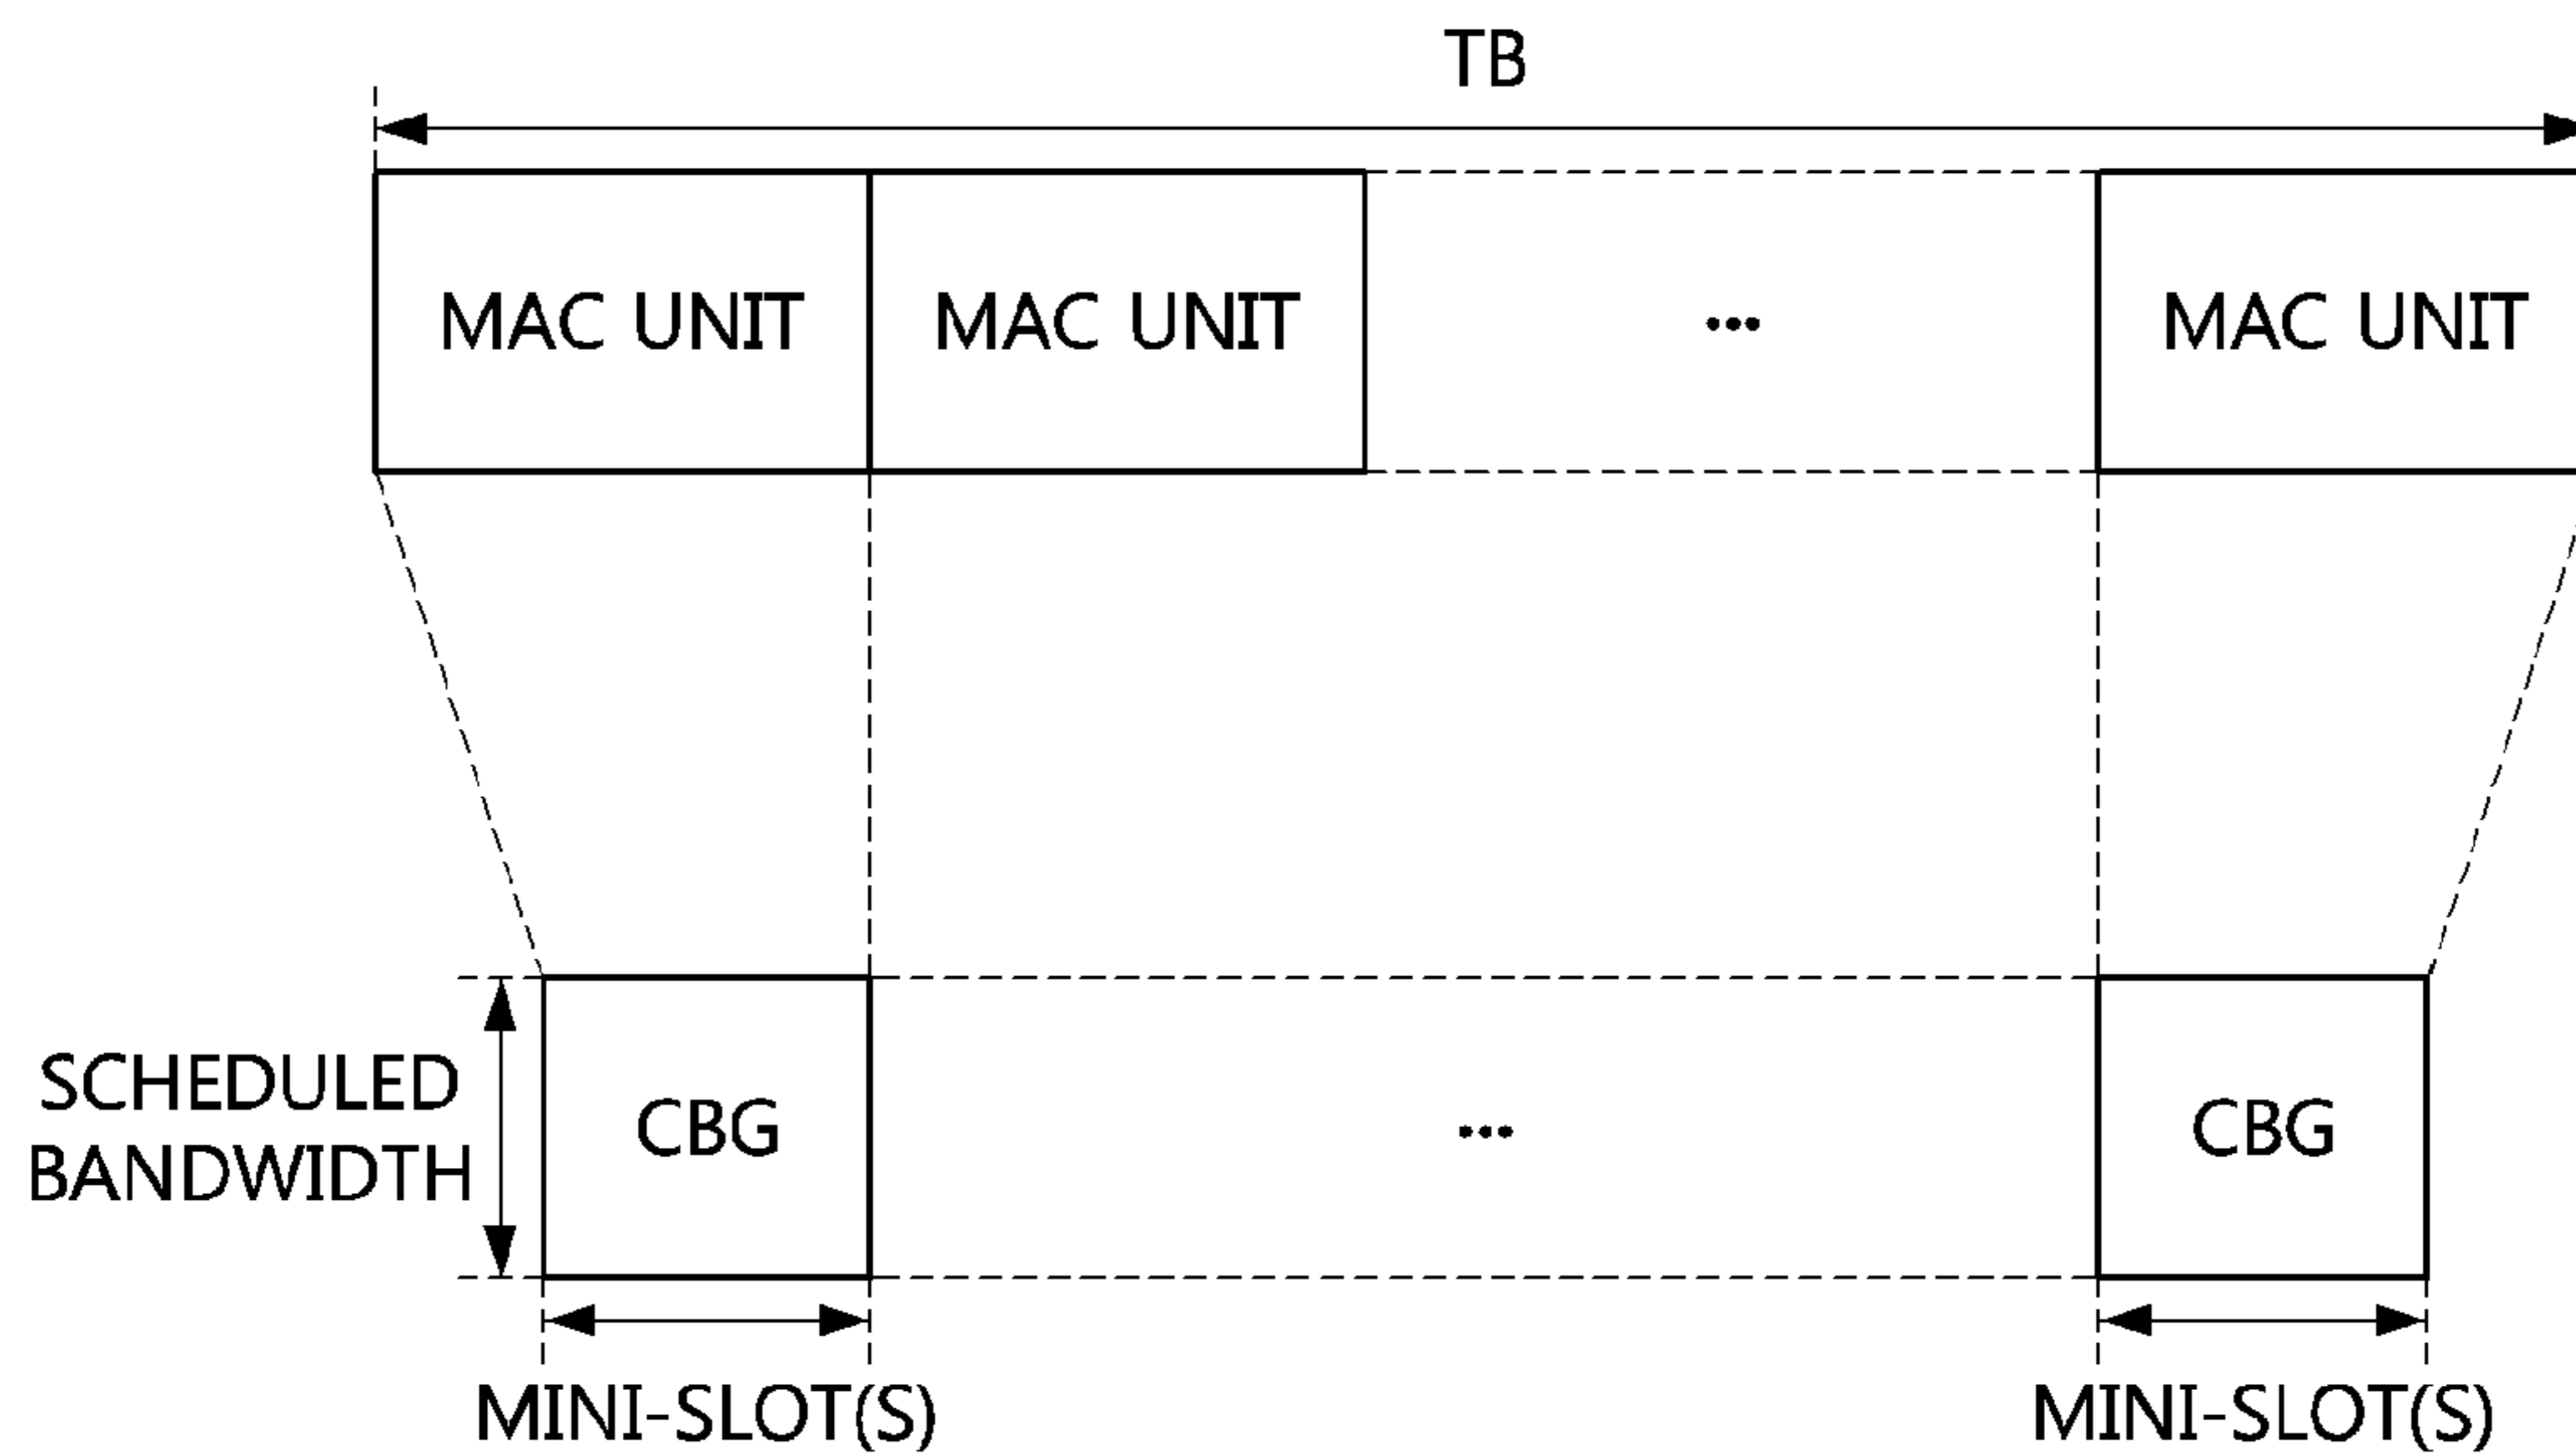 TB
MAC UNIT
MAC UNIT
...
MAC UNIT
SCHEDULED
BANDWIDTH
CBG
...
CBG
MINI-SLOT(S)
MINI-SLOT(S)